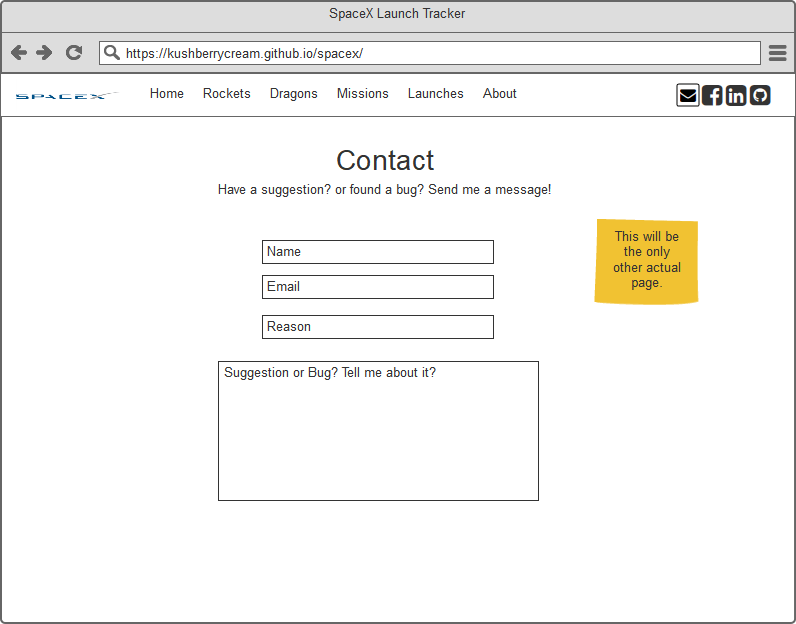 SpaceX Launch Tracker
https://kushberrycream.github.io/spacex/
SPACEX
Home Rockets Dragons Missions Launches About
Contact
Have a suggestion? or found a bug? Send me a message!
This will be
the only
other actual
page.
Name
Email
Reason
Suggestion or Bug? Tell me about it?